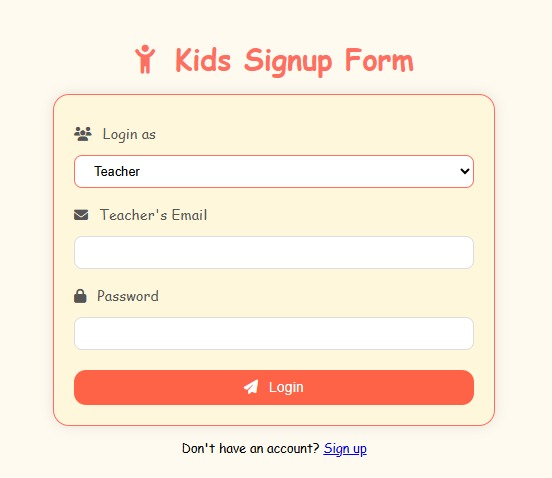 Kids Signup Form
Login as
Teacher
Teacher's Email
Password
Login
Don't have an account? Sign up